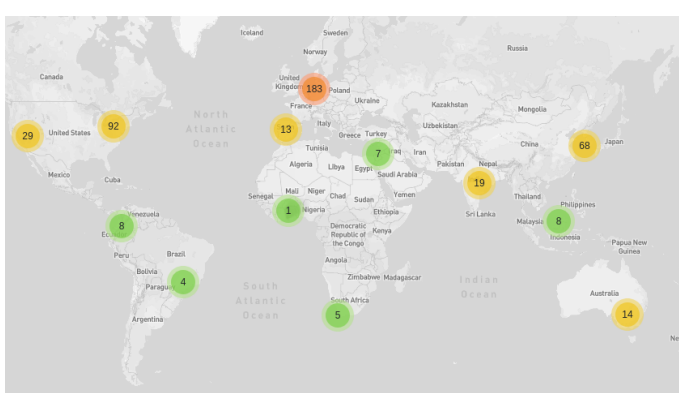 Iceland
Sweden
Norway
Russia
Canada
United
Kingdom
183
Poland
France
Ukraine
Kazakhstan
Mongolia
North
Atlantic
Ocean
29
United States
92
13
Italy
Greece
Turkey
Uzbekistan
China
68
Japan
Tunisia
7
Iran
Pakistan
Nepal
Algeria
Libya
Egypt
Saudi Arabia
Mexico
Cuba
19
Senegal
Mali
Niger
Chad
Sudan
Yemen
Thailand
Philippines
1
Nigeria
Ethiopia
Sri Lanka
Malaysia
8
Venezuela
8
Democratic
Republic of
the Congo
Kenya
Indonesia
Papua New
Guinea
Peru
Brazil
Angola
Bolivia
4
South
Atlantic
Ocean
Zimbabwe
Madagascar
Indian
Ocean
Australia
South Africa
5
14
Argentina